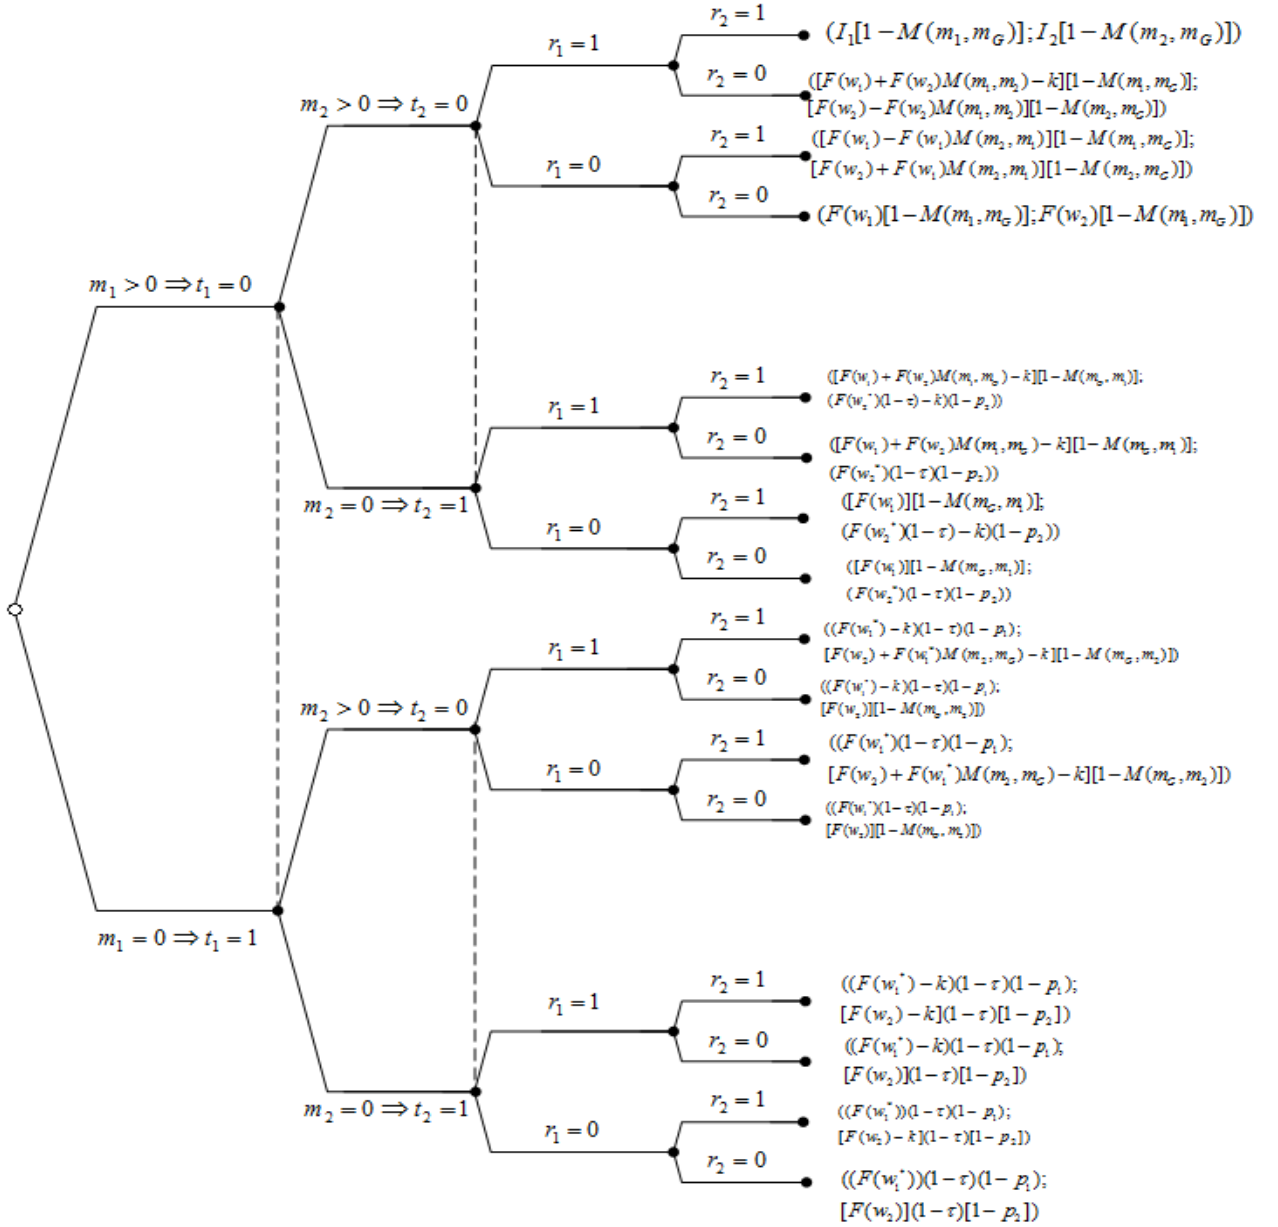 r₂ = 1
(I₁[1 − M(m₁, m_G)]; I₂[1 − M(m₂, m_G)])
r₁ = 1
r₂ = 0
([F(w₁) + F(w₂)M(m₁, m₂) − k][1 − M(m₁, m_G)];
[F(w₂) − F(w₂)M(m₁, m₂)][1 − M(m₂, m_G)])
m₂ > 0 ⇒ t₂ = 0
r₂ = 1
([F(w₁) − F(w₁)M(m₂, m₁)][1 − M(m₁, m_G)];
[F(w₂) + F(w₁)M(m₂, m₁)][1 − M(m₂, m_G)])
r₁ = 0
r₂ = 0
(F(w₁)[1 − M(m₁, m_G)]; F(w₂)[1 − M(m₁, m_G)])
m₁ > 0 ⇒ t₁ = 0
r₂ = 1
([F(w₁) + F(w₂)M(m₁, m_G) − k][1 − M(m_G, m₁)];
(F(w₂*)(1 − τ) − k)(1 − p₂))
r₁ = 1
r₂ = 0
([F(w₁) + F(w₂)M(m₁, m_G) − k][1 − M(m_G, m₁)];
(F(w₂*)(1 − τ)(1 − p₂))
m₂ = 0 ⇒ t₂ = 1
r₂ = 1
([F(w₁)][1 − M(m_G, m₁)];
(F(w₂*)(1 − τ) − k)(1 − p₂))
r₁ = 0
r₂ = 0
([F(w₁)][1 − M(m_G, m₁)];
(F(w₂*)(1 − τ)(1 − p₂))
r₂ = 1
((F(w₁*) − k)(1 − τ)(1 − p₁);
[F(w₂) + F(w₁*)M(m₂, m_G) − k][1 − M(m_G, m₂)])
r₁ = 1
r₂ = 0
((F(w₁*) − k)(1 − τ)(1 − p₁);
[F(w₂)][1 − M(m_G, m₂)])
m₂ > 0 ⇒ t₂ = 0
r₂ = 1
((F(w₁*)(1 − τ)(1 − p₁);
[F(w₂) + F(w₁*)M(m₂, m_G) − k][1 − M(m_G, m₂)])
r₁ = 0
r₂ = 0
((F(w₁*)(1 − τ)(1 − p₁);
[F(w₂)][1 − M(m_G, m₂)])
m₁ = 0 ⇒ t₁ = 1
r₂ = 1
((F(w₁*) − k)(1 − τ)(1 − p₁);
[F(w₂) − k](1 − τ)[1 − p₂])
r₁ = 1
r₂ = 0
((F(w₁*) − k)(1 − τ)(1 − p₁);
[F(w₂)](1 − τ)[1 − p₂])
m₂ = 0 ⇒ t₂ = 1
r₂ = 1
((F(w₁*))(1 − τ)(1 − p₁);
[F(w₂) − k](1 − τ)[1 − p₂])
r₁ = 0
r₂ = 0
((F(w₁*))(1 − τ)(1 − p₁);
[F(w₂)](1 − τ)[1 − p₂])